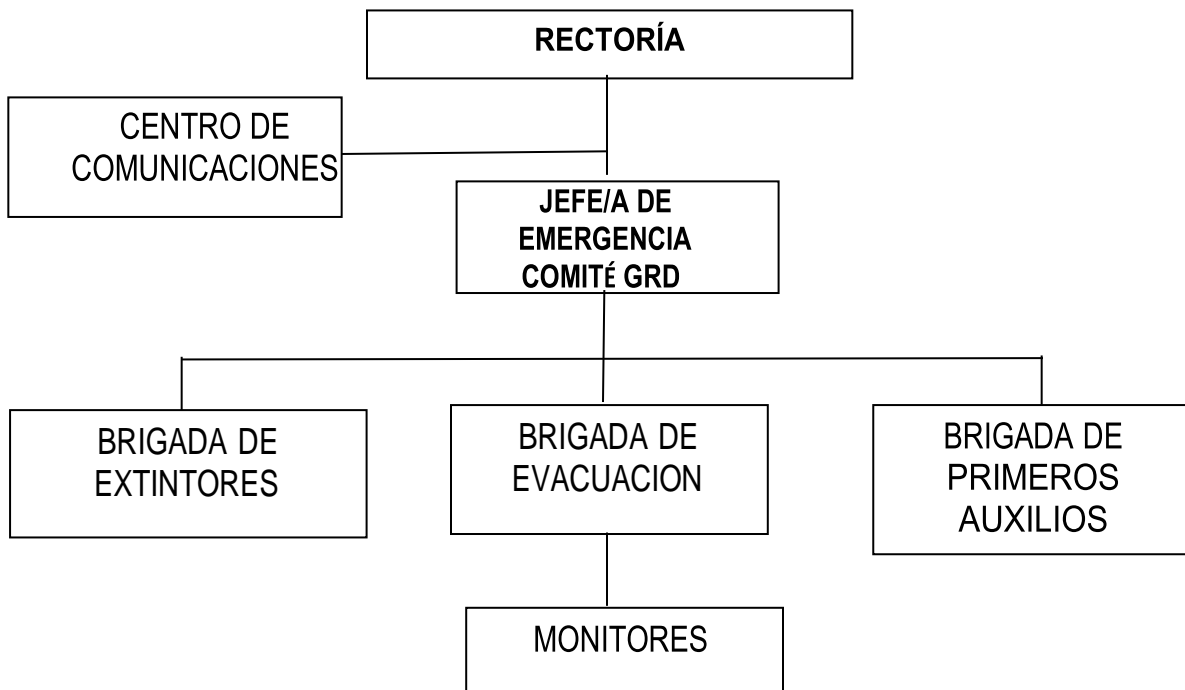 RECTORÍA
CENTRO DE
COMUNICACIONES
JEFE/A DE
EMERGENCIA
COMITÉ GRD
BRIGADA DE
EXTINTORES
BRIGADA DE
EVACUACION
BRIGADA DE
PRIMEROS
AUXILIOS
MONITORES